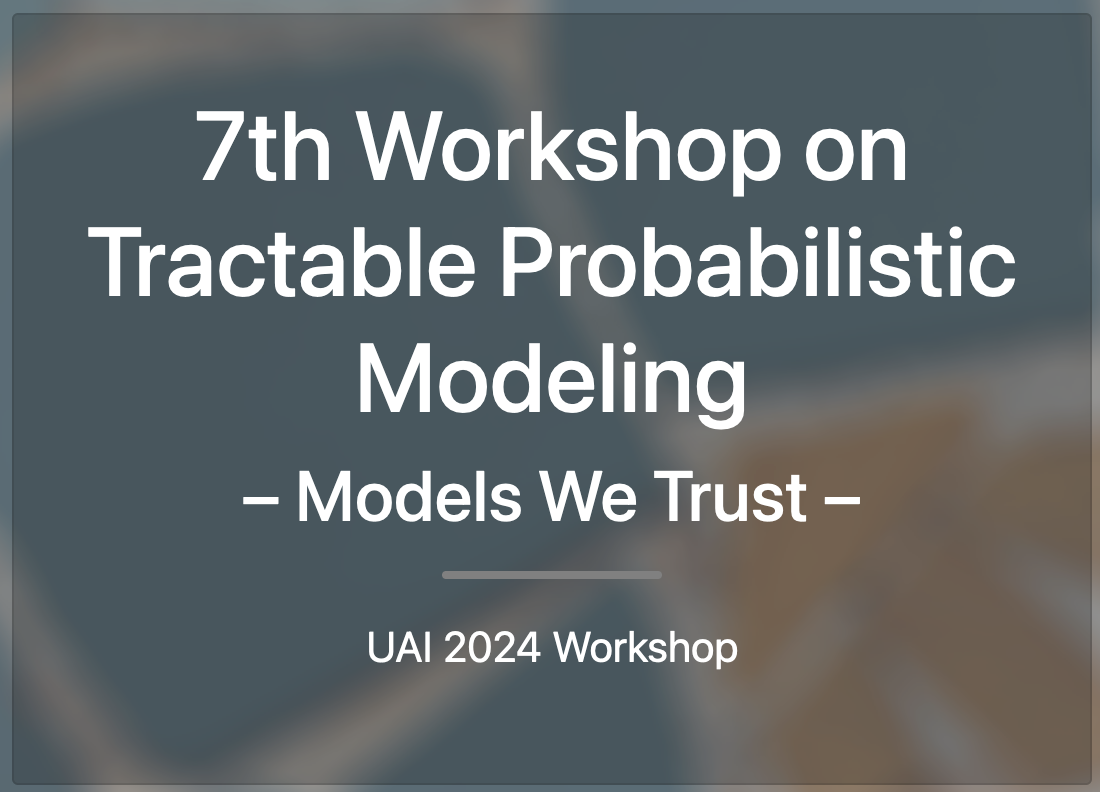 7th Workshop on
Tractable Probabilistic
Modeling
– Models We Trust –
UAI 2024 Workshop